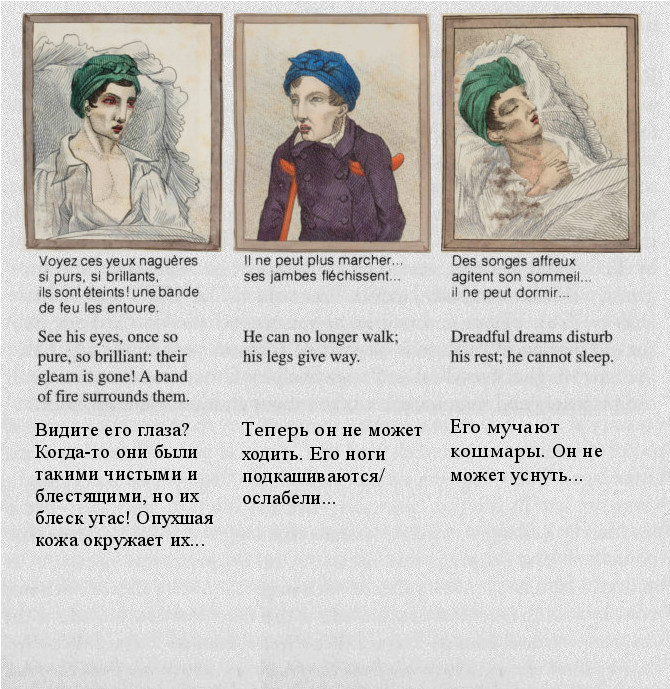 Voyez ces yeux naguères
si purs, si brillants,
ils sont éteints! une bande
de feu les entoure.
See his eyes, once so
pure, so brilliant: their
gleam is gone! A band
of fire surrounds them.
Видите его глаза?
Когда-то они были
такими чистыми и
блестящими, но их
блеск угас! Опухшая
кожа окружает их...
Il ne peut plus marcher...
ses jambes fléchissent...
He can no longer walk;
his legs give way.
Теперь он не может
ходить. Его ноги
подкашиваются/
ослабели...
Des songes affreux
agitent son sommeil...
il ne peut dormir...
Dreadful dreams disturb
his rest; he cannot sleep.
Его мучают
кошмары. Он не
может уснуть...